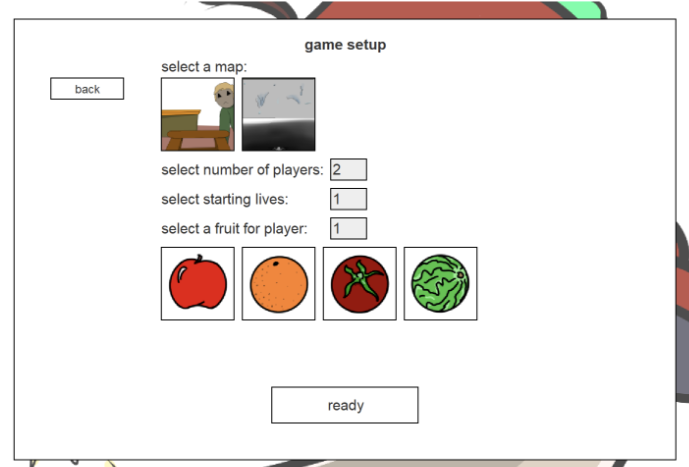 game setup
select a map:
back
select number of players: 2
select starting lives: 1
select a fruit for player: 1
ready